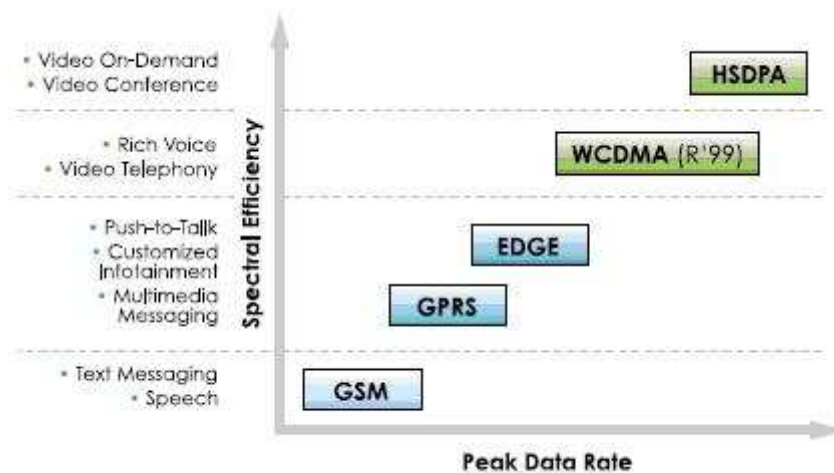 • Video On-Demand
• Video Conference
HSDPA
• Rich Voice
• Video Telephony
WCDMA (R'99)
Spectral Efficiency
• Push-to-Talk
• Customized
Infotainment
• Multimedia
Messaging
EDGE
GPRS
• Text Messaging
• Speech
GSM
Peak Data Rate